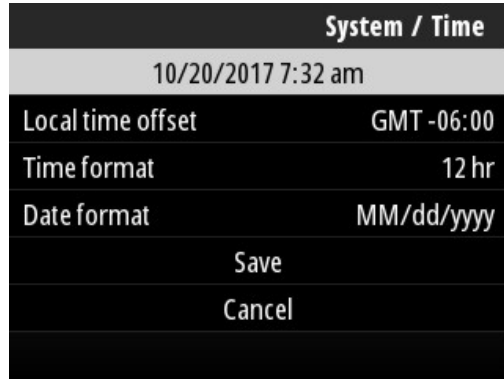 System / Time
10/20/2017 7:32 am
Local time offset GMT -06:00
Time format 12 hr
Date format MM/dd/yyyy
Save
Cancel